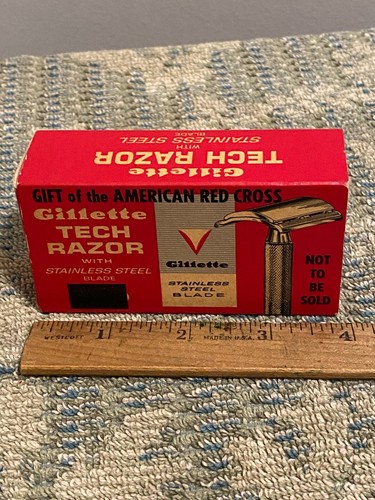 Gillette
TECH RAZOR
WITH
STAINLESS STEEL
BLADE
GIFT of the AMERICAN RED CROSS
Gillette
TECH
RAZOR
WITH
STAINLESS STEEL
BLADE
Gillette
STAINLESS
STEEL
BLADE
NOT
TO
BE
SOLD
1 2 3 4
WESTCOTT MADE IN U.S.A.